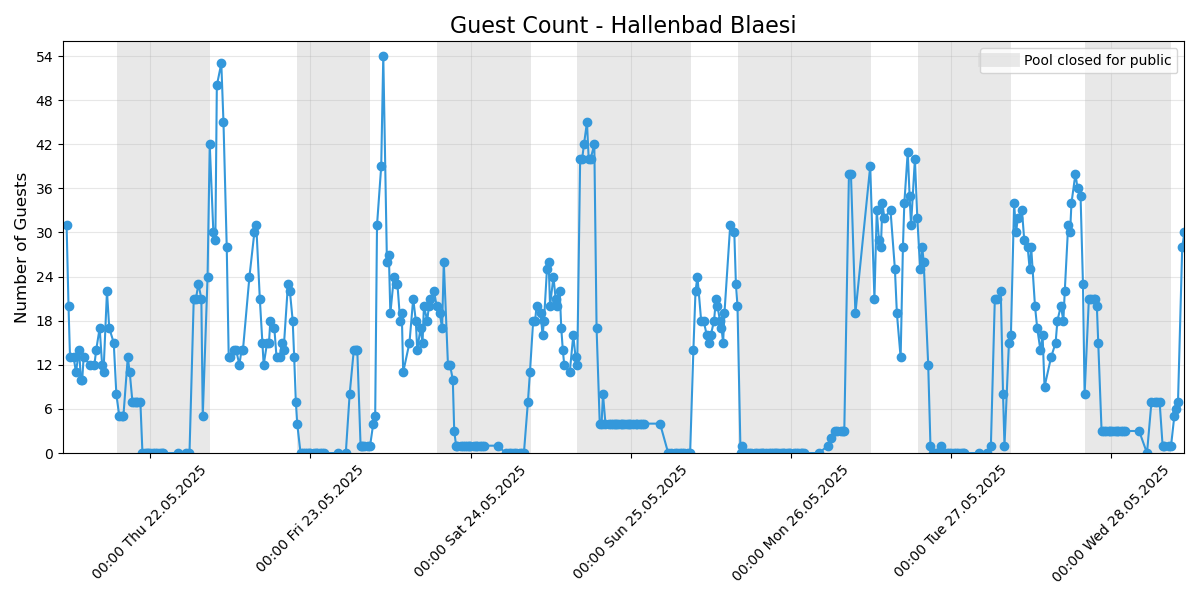 Guest Count - Hallenbad Blaesi
Pool closed for public
Number of Guests
54
48
42
36
30
24
18
12
6
0
00:00 Thu 22.05.2025
00:00 Fri 23.05.2025
00:00 Sat 24.05.2025
00:00 Sun 25.05.2025
00:00 Mon 26.05.2025
00:00 Tue 27.05.2025
00:00 Wed 28.05.2025